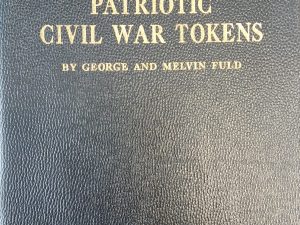 PATRIOTIC
CIVIL WAR TOKENS
BY GEORGE AND MELVIN FULD